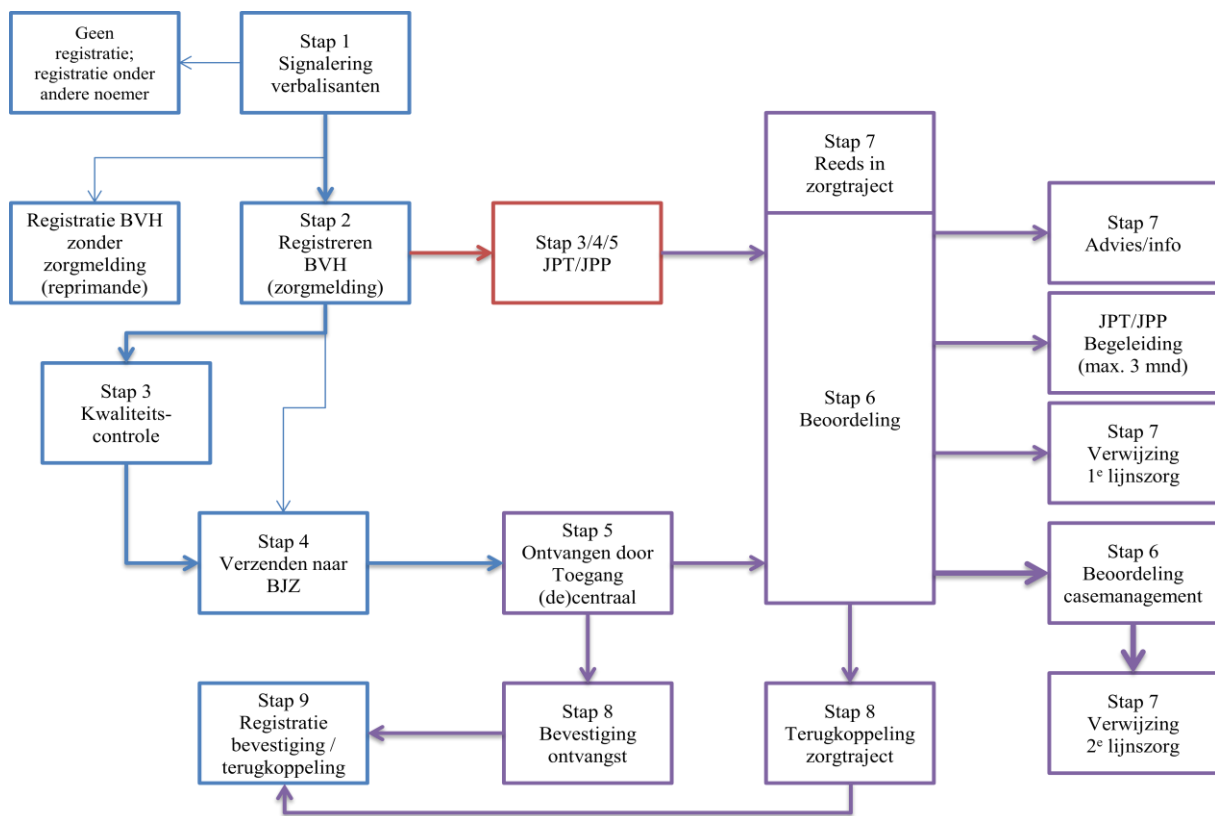 Geen
registratie;
registratie onder
andere noemer
Stap 1
Signalering
verbalisanten
Registratie BVH
zonder
zorgmelding
(reprimande)
Stap 2
Registreren
BVH
(zorgmelding)
Stap 3/4/5
JPT/JPP
Stap 7
Reeds in
zorgtraject
Stap 6
Beoordeling
Stap 7
Advies/info
JPT/JPP
Begeleiding
(max. 3 mnd)
Stap 7
Verwijzing
1e lijnszorg
Stap 3
Kwaliteits-
controle
Stap 4
Verzenden naar
BJZ
Stap 5
Ontvangen door
Toegang
(de)centraal
Stap 6
Beoordeling
casemanagement
Stap 9
Registratie
bevestiging /
terugkoppeling
Stap 8
Bevestiging
ontvangst
Stap 8
Terugkoppeling
zorgtraject
Stap 7
Verwijzing
2e lijnszorg